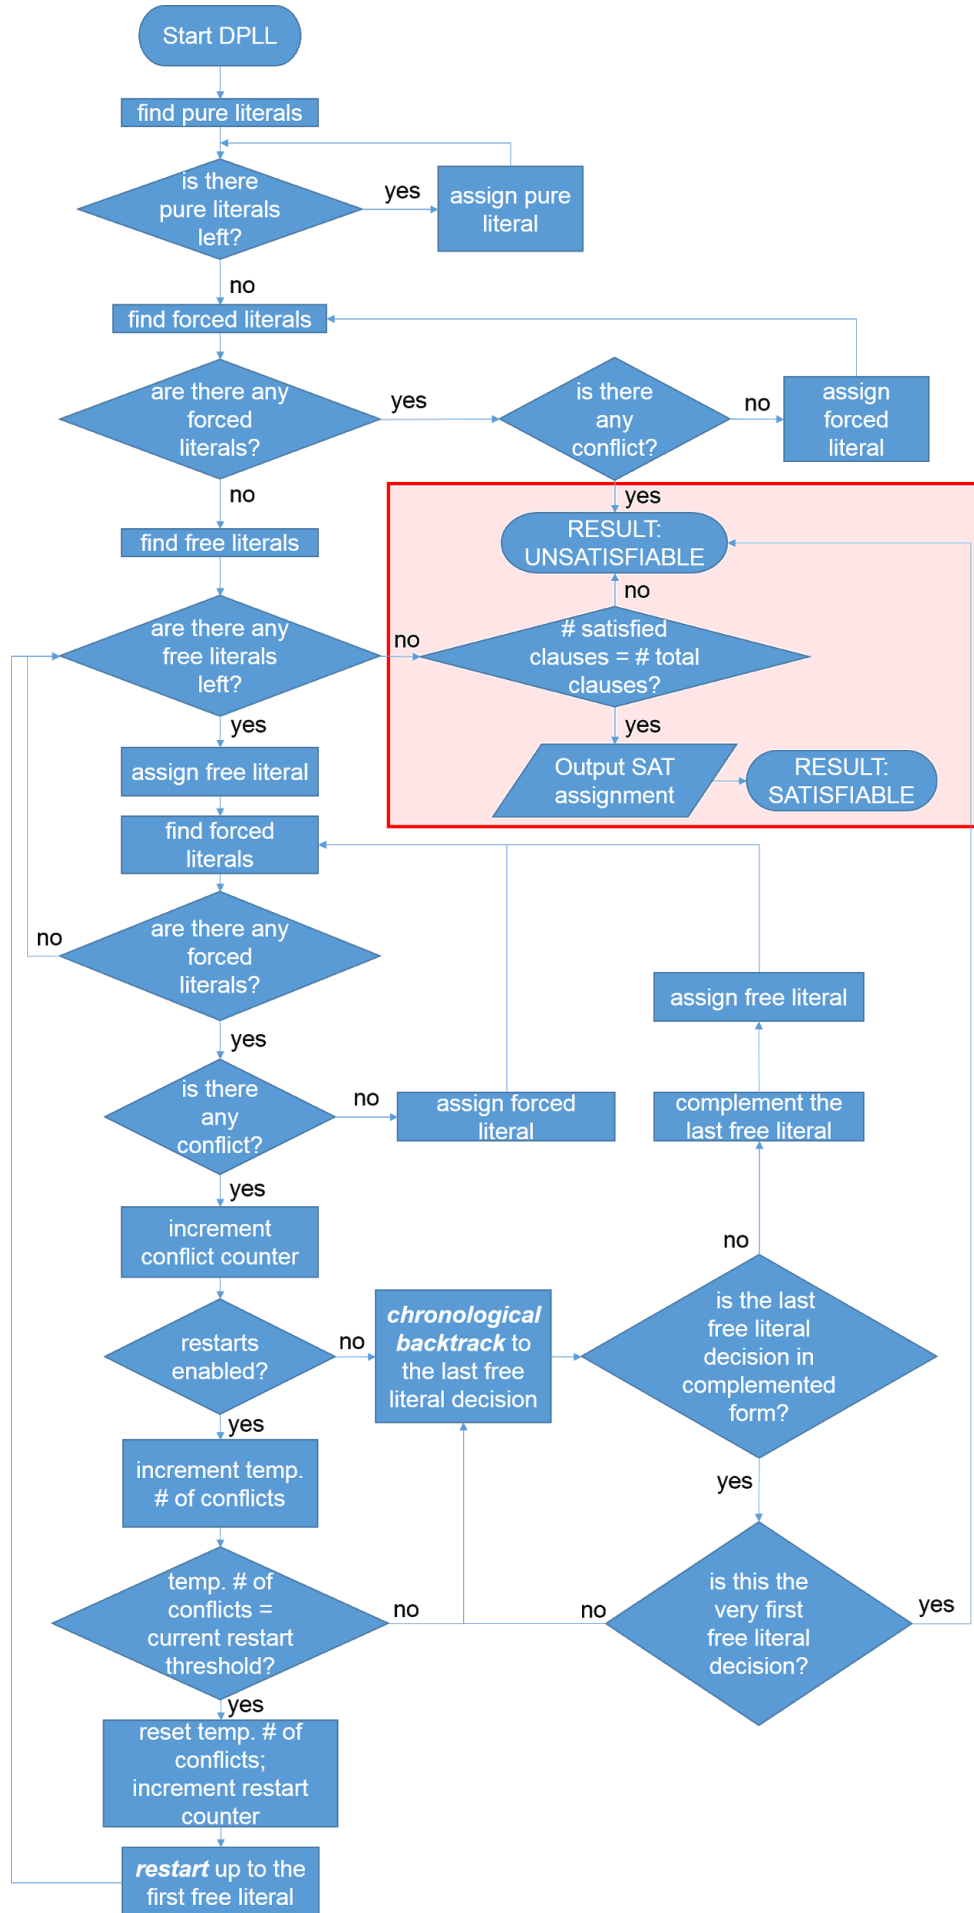 Start DPLL
find pure literals
is there
pure literals
left?
yes
assign pure
literal
no
find forced literals
are there any
forced
literals?
yes
is there
any
conflict?
no
assign
forced
literal
no
yes
find free literals
RESULT:
UNSATISFIABLE
no
are there any
free literals
left?
no
# satisfied
clauses = # total
clauses?
yes
yes
assign free literal
Output SAT
assignment
RESULT:
SATISFIABLE
find forced
literals
no
are there any
forced
literals?
assign free literal
yes
is there
any
conflict?
no
assign forced
literal
complement the
last free literal
yes
increment
conflict counter
no
restarts
enabled?
no
chronological
backtrack to
the last free
literal decision
is the last
free literal
decision in
complemented
form?
yes
increment temp.
# of conflicts
yes
temp. # of
conflicts =
current restart
threshold?
no
no
is this the
very first
free literal
decision?
yes
yes
reset temp. # of
conflicts;
increment restart
counter
restart up to the
first free literal